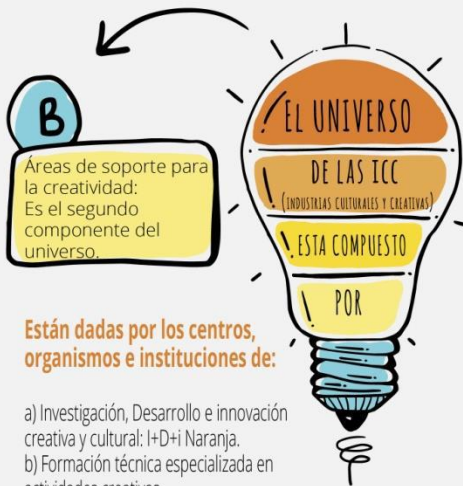 B
Áreas de soporte para
la creatividad:
Es el segundo
componente del
universo.
EL UNIVERSO
DE LAS ICC
(INDUSTRIAS CULTURALES Y CREATIVAS)
ESTA COMPUESTO
POR
Están dadas por los centros,
organismos e instituciones de:
a) Investigación, Desarrollo e innovación
creativa y cultural: I+D+i Naranja.
b) Formación técnica especializada en
actividades creativas